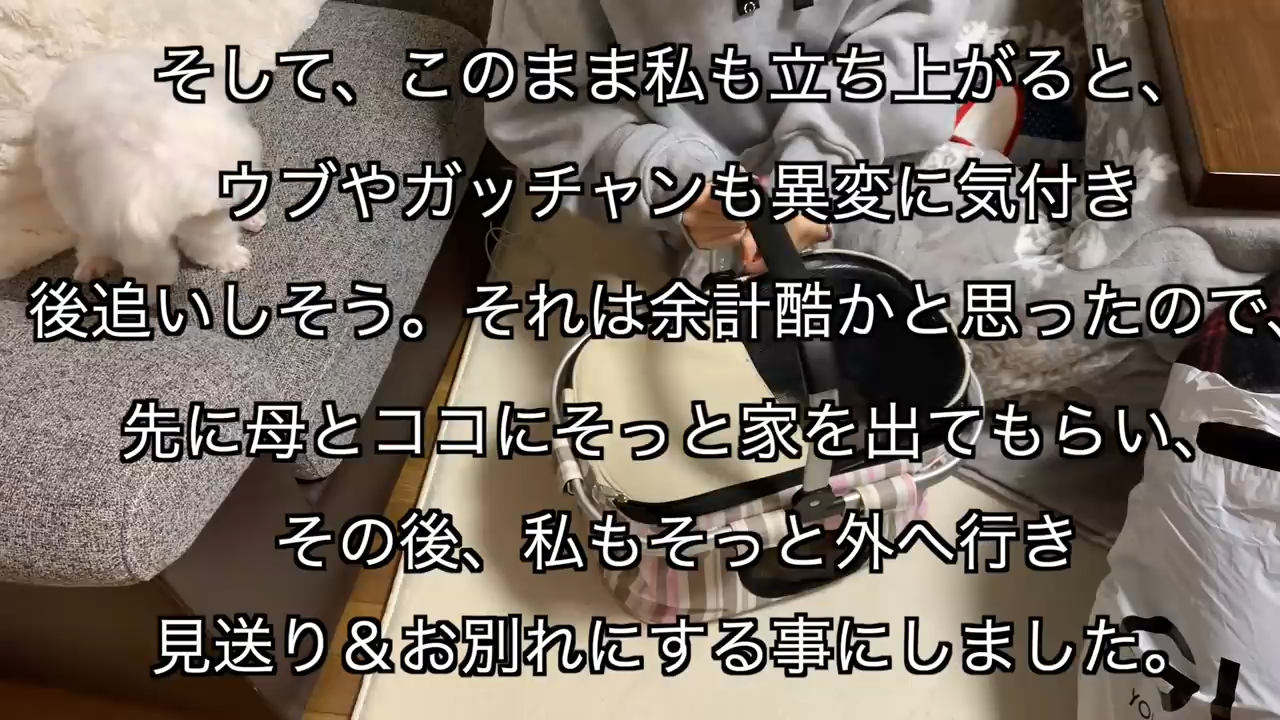 そして、このまま私も立ち上がると、
ウブやガッチャンも異変に気付き
後追いしそう。それは余計酷かと思ったので、
先に母とココにそっと家を出てもらい、
その後、私もそっと外へ行き
見送り＆お別れにする事にしました。